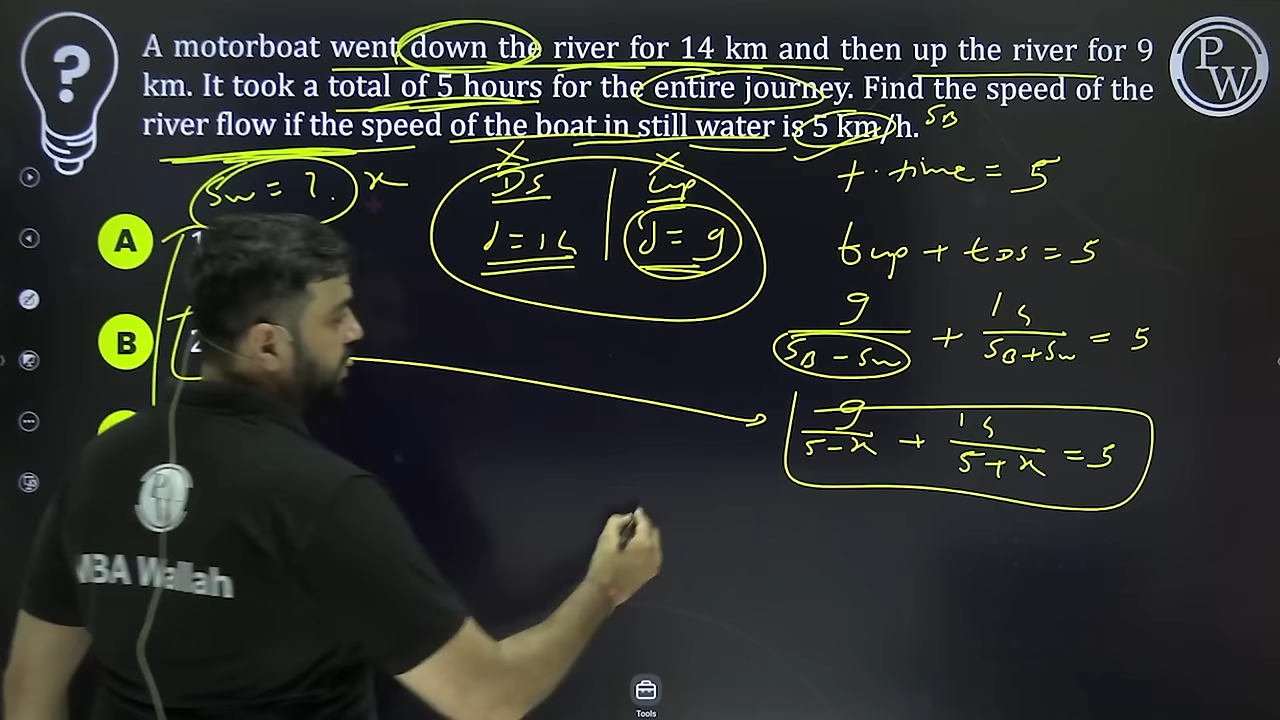 A motorboat went down the river for 14 km and then up the river for 9
km. It took a total of 5 hours for the entire journey. Find the speed of the
river flow if the speed of the boat in still water is 5 km/h. SB
PW
Sw = ? x
DS | up
d = 14 | d = 9
t. time = 5
tup + tDS = 5
9/SB-Sw + 14/SB+Sw = 5
9/5-x + 14/5+x = 5
A 1
B 2
MBA Wallah
Tools